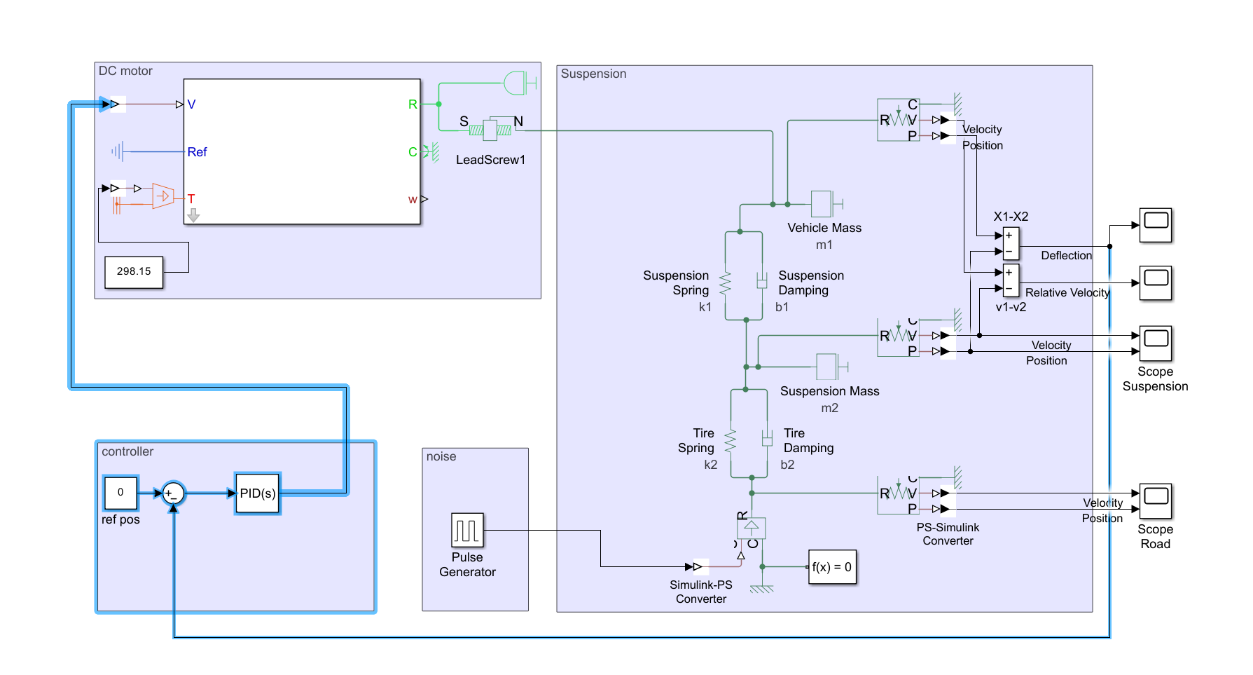 DC motor
V
Ref
T
R
C
w
S
N
LeadScrew1
298.15
Suspension
C
R
V
P
Velocity
Position
Vehicle Mass
m1
Suspension
Spring
k1
Suspension
Damping
b1
X1-X2
+
−
Deflection
+
−
Relative Velocity
v1-v2
C
R
V
P
Velocity
Position
Scope
Suspension
Suspension Mass
m2
Tire
Spring
k2
Tire
Damping
b2
R
V
P
Velocity
Position
PS-Simulink
Converter
Scope
Road
R
C
f(x) = 0
Simulink-PS
Converter
controller
0
ref pos
+
−
PID(s)
noise
Pulse
Generator